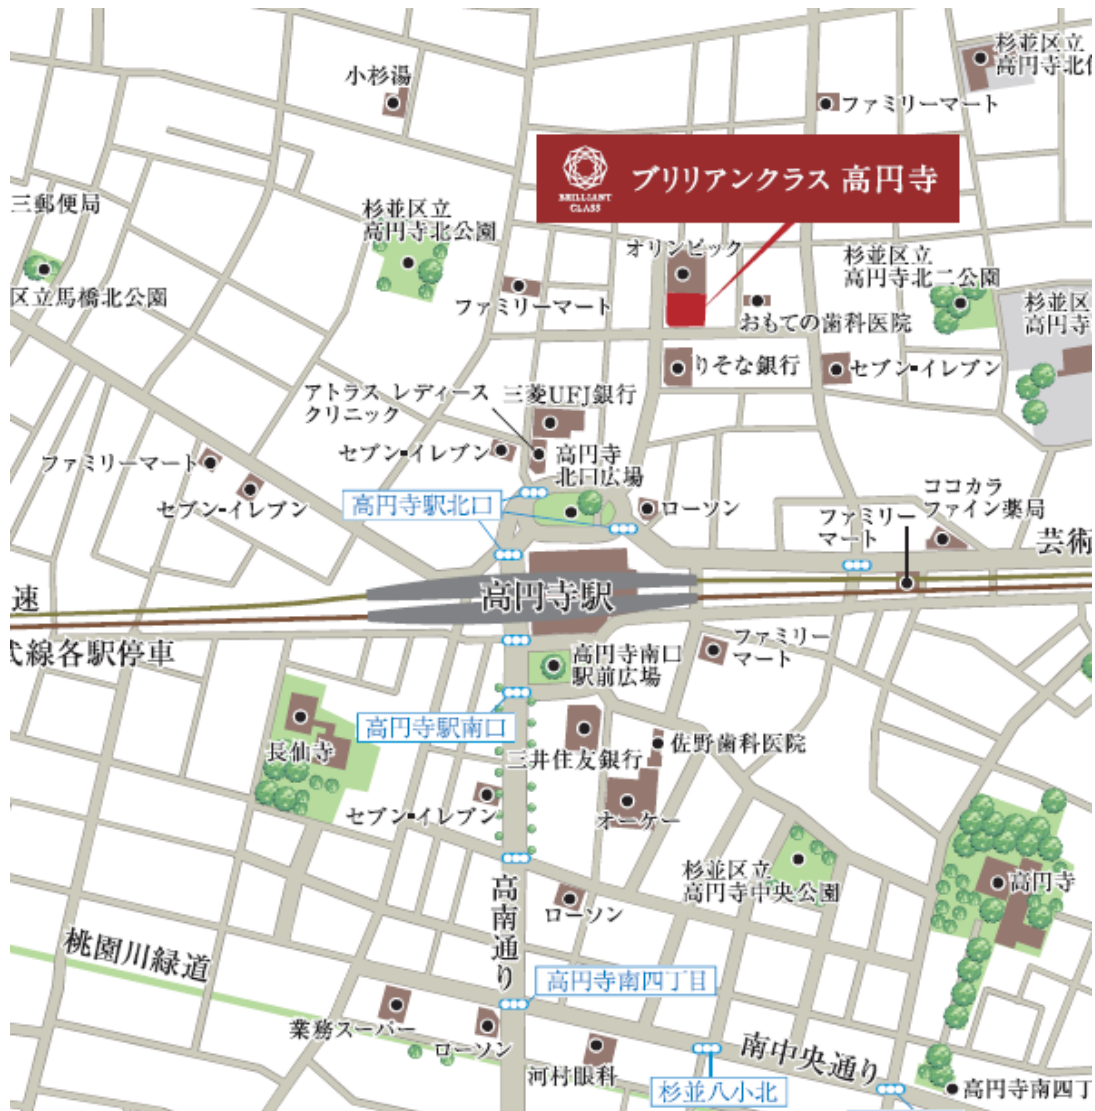 杉並区立
高円寺北
小杉湯
ファミリーマート
BRILLIANT
CLASS
ブリリアンクラス 高円寺
三郵便局
杉並区立
高円寺北公園
オリンピック
杉並区立
高円寺北二公園
区立馬橋北公園
ファミリーマート
おもての歯科医院
杉並区
高円寺
りそな銀行
セブン-イレブン
アトラス レディース
クリニック
三菱UFJ銀行
セブン-イレブン
高円寺
北口広場
ファミリーマート
セブン-イレブン
高円寺駅北口
ローソン
ファミリー
マート
ココカラ
ファイン薬局
芸術
速
高円寺駅
式線各駅停車
高円寺南口
駅前広場
ファミリー
マート
長仙寺
高円寺駅南口
三井住友銀行
佐野歯科医院
セブン-イレブン
オーケー
杉並区立
高円寺中央公園
高円寺
ローソン
高南通り
桃園川緑道
高円寺南四丁目
業務スーパー
ローソン
河村眼科
南中央通り
杉並八小北
高円寺南四丁